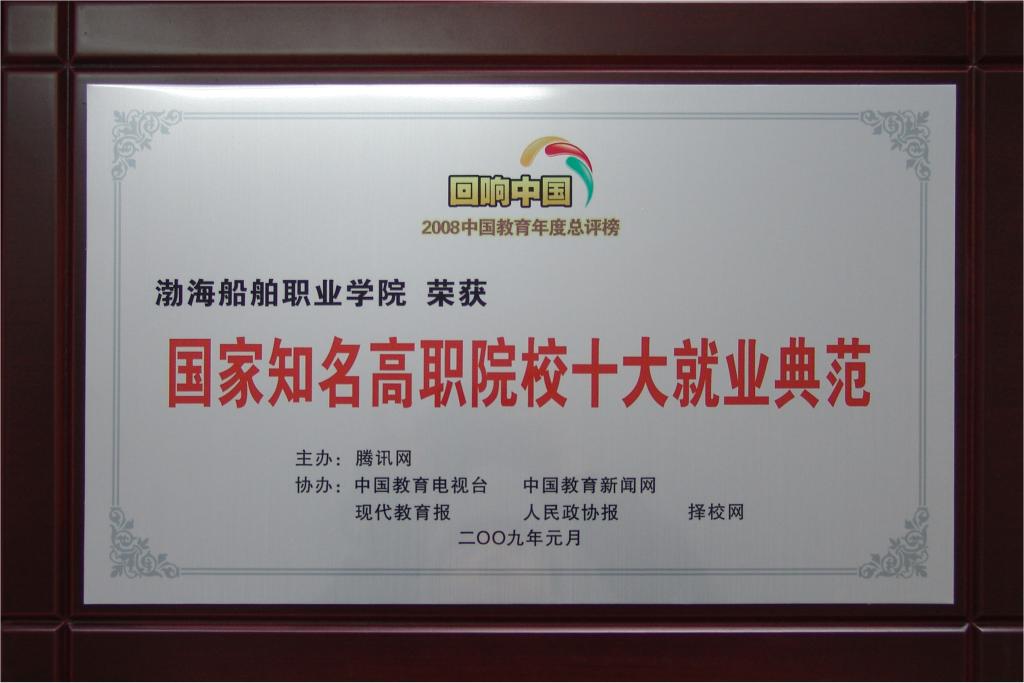 回响中国
2008中国教育年度总评榜
渤海船舶职业学院 荣获
国家知名高职院校十大就业典范
主办：腾讯网
协办：中国教育电视台 中国教育新闻网
现代教育报 人民政协报 择校网
二OO九年元月